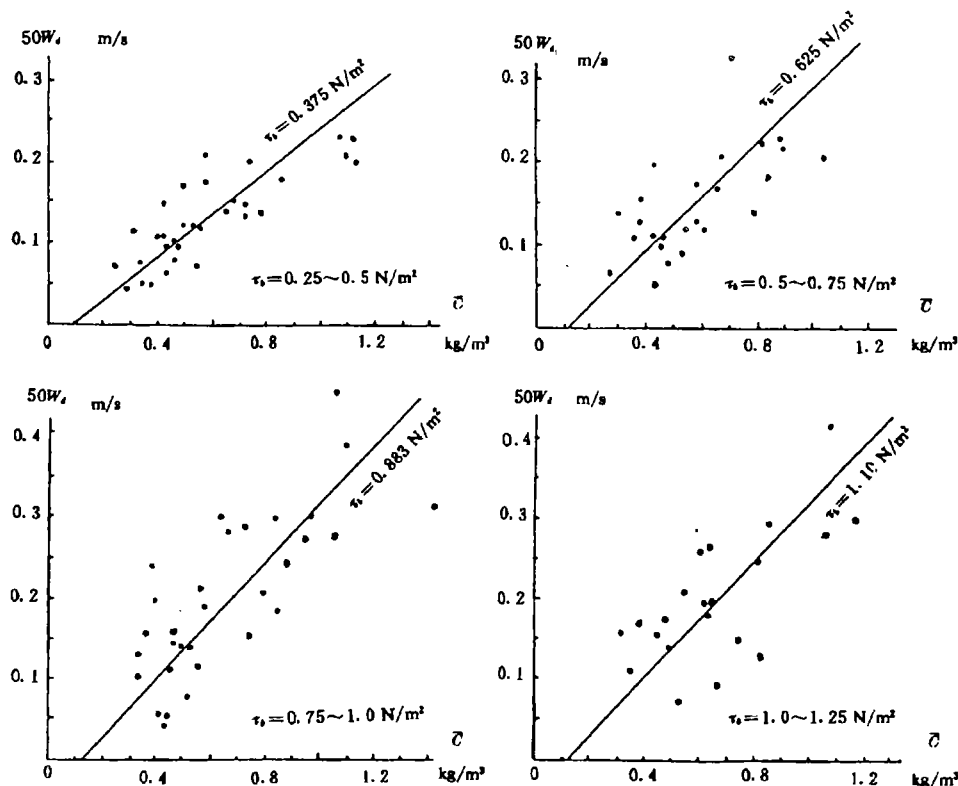 50W_d m/s
0.3
0.2
0.1
0
0.4
0.8
1.2
τ_b=0.375 N/m²
τ_b=0.25~0.5 N/m²
C̅
kg/m³
50W_d m/s
0.3
0.2
0.1
0
0.4
0.8
1.2
τ_b=0.625 N/m²
τ_b=0.5~0.75 N/m²
C̅
kg/m³
50W_d m/s
0.4
0.3
0.2
0.1
0
0.4
0.8
1.2
τ_b=0.883 N/m²
τ_b=0.75~1.0 N/m²
C̅
kg/m³
50W_d m/s
0.4
0.3
0.2
0.1
0
0.4
0.8
1.2
τ_b=1.10 N/m²
τ_b=1.0~1.25 N/m²
C̅
kg/m³